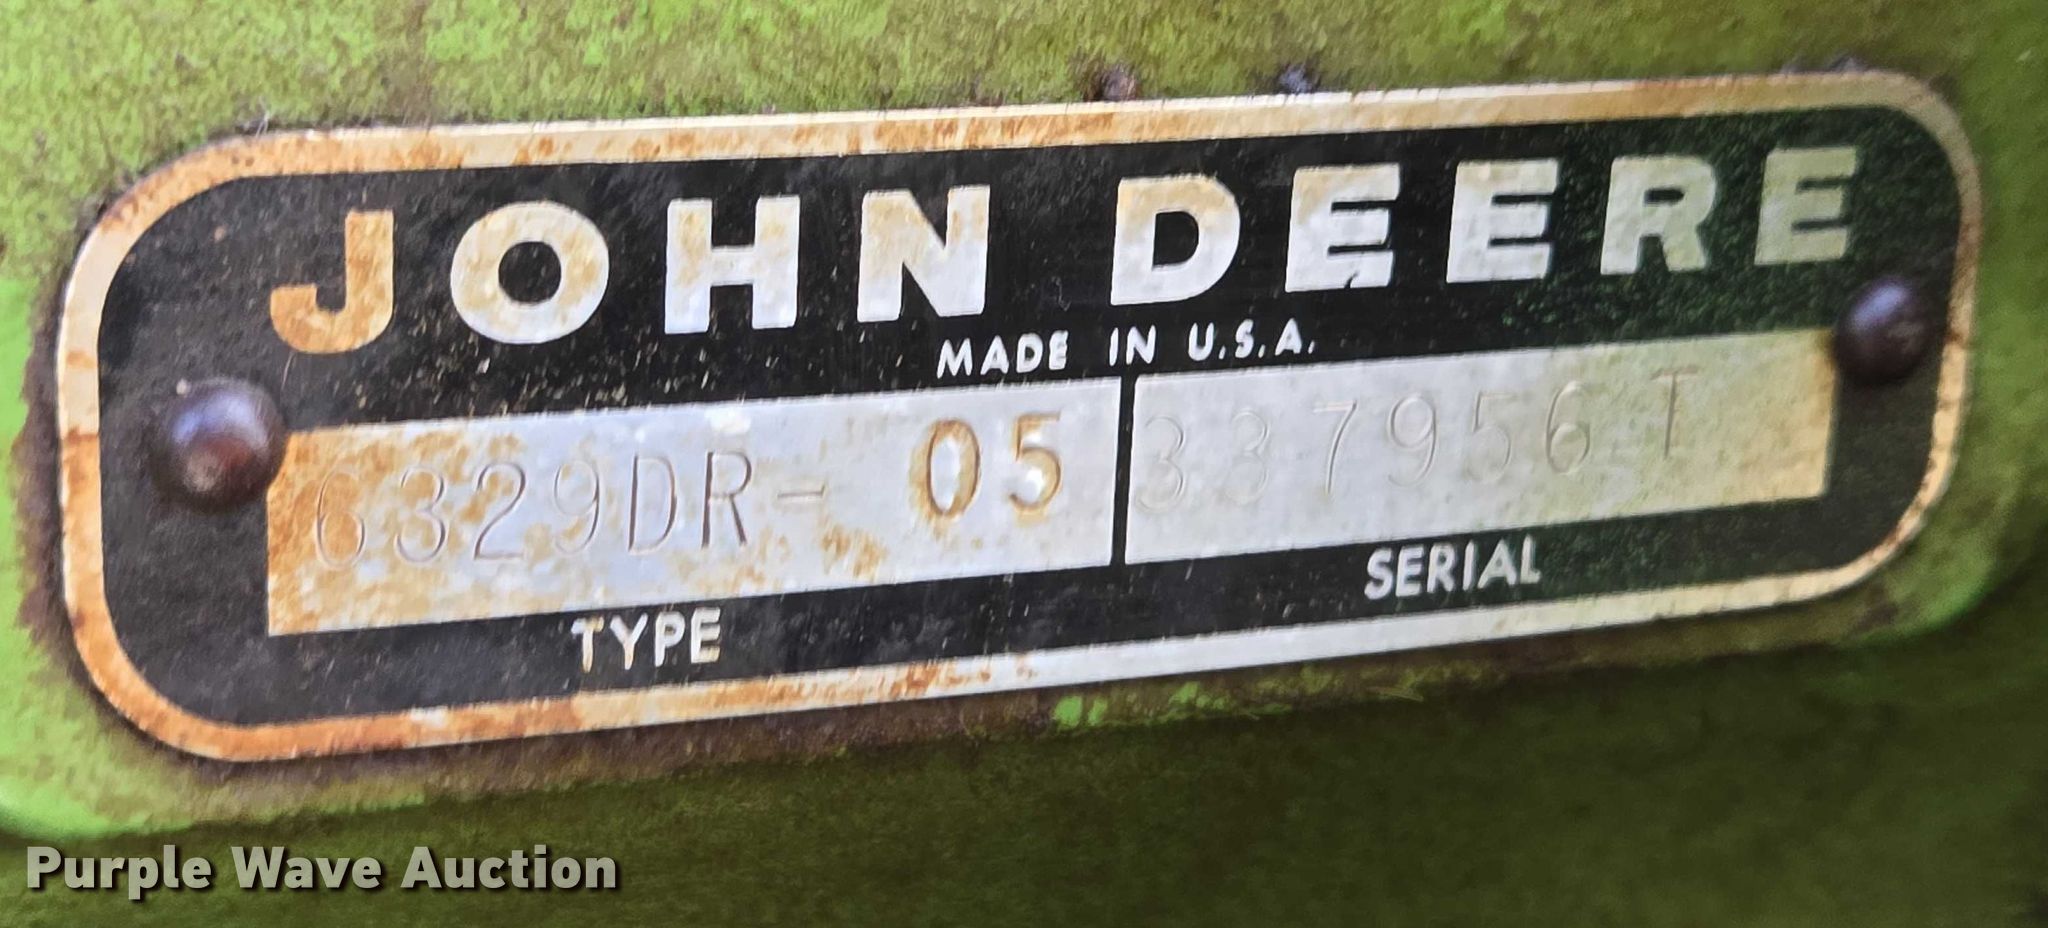 JOHN DEERE
MADE IN U.S.A.
6329DR- 05 337956T
TYPE SERIAL
Purple Wave Auction